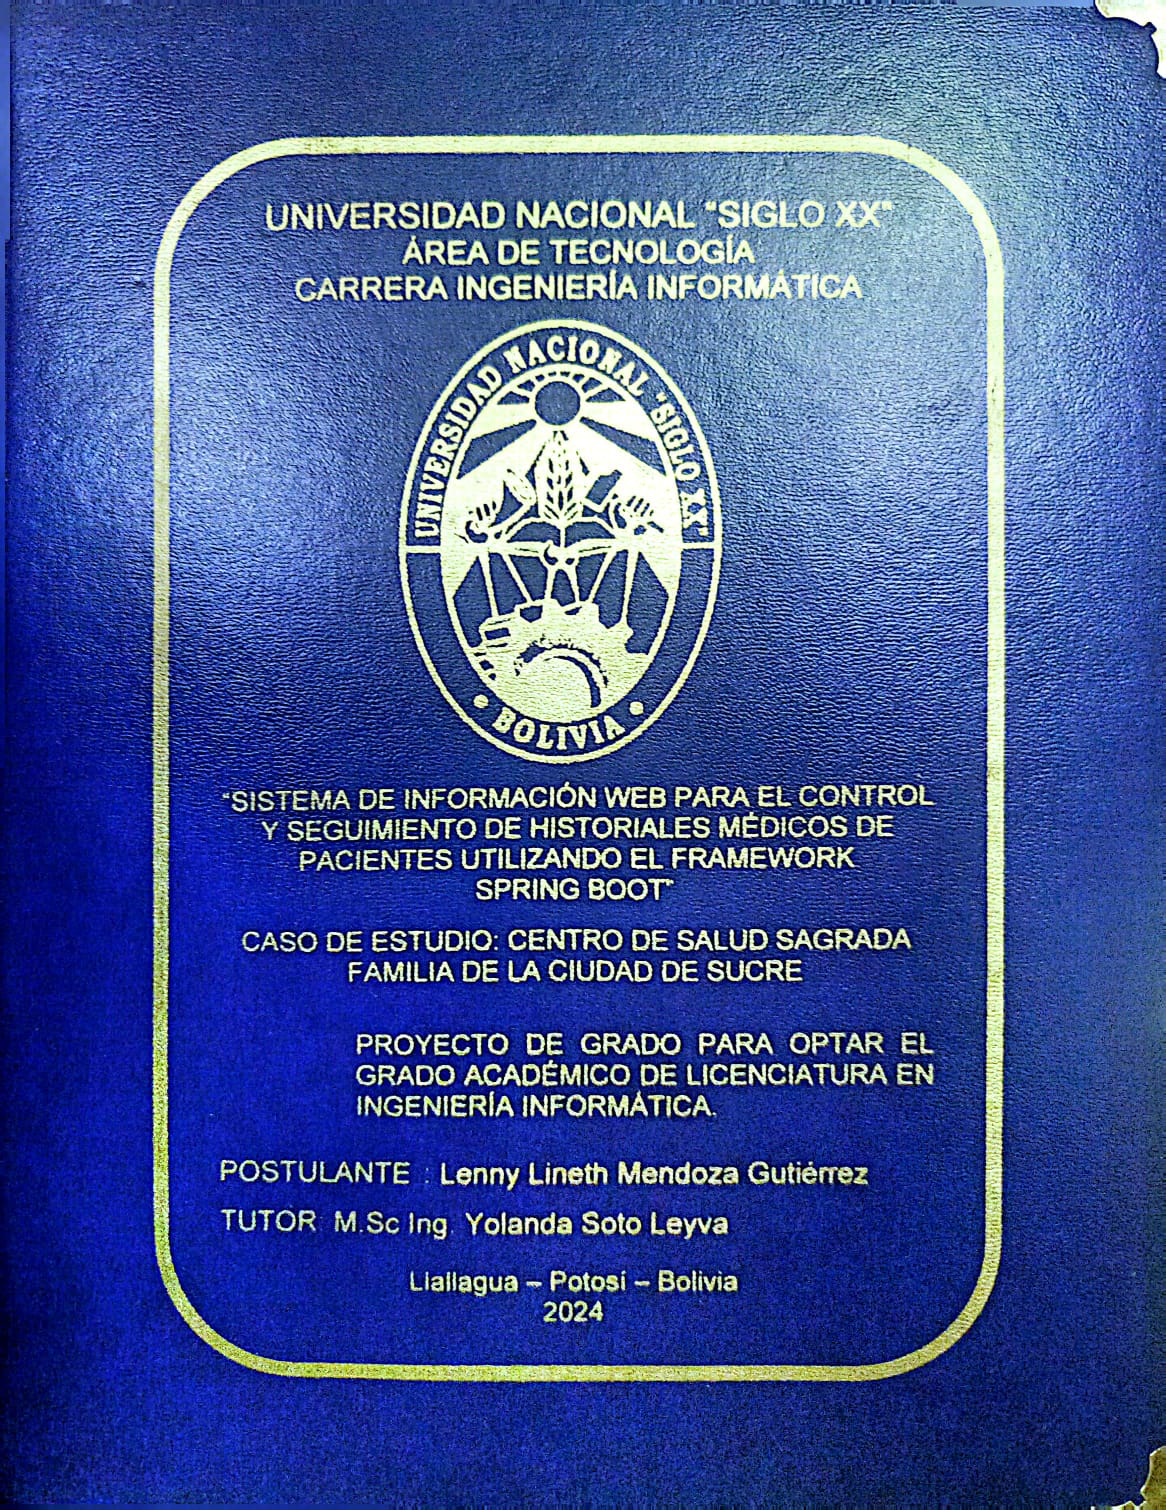 UNIVERSIDAD NACIONAL "SIGLO XX"
ÁREA DE TECNOLOGÍA
CARRERA INGENIERÍA INFORMÁTICA
UNIVERSIDAD NACIONAL "SIGLO XX"
BOLIVIA
"SISTEMA DE INFORMACIÓN WEB PARA EL CONTROL
Y SEGUIMIENTO DE HISTORIALES MÉDICOS DE
PACIENTES UTILIZANDO EL FRAMEWORK
SPRING BOOT"
CASO DE ESTUDIO: CENTRO DE SALUD SAGRADA
FAMILIA DE LA CIUDAD DE SUCRE
PROYECTO DE GRADO PARA OPTAR EL
GRADO ACADÉMICO DE LICENCIATURA EN
INGENIERÍA INFORMÁTICA.
POSTULANTE : Lenny Lineth Mendoza Gutiérrez
TUTOR: M.Sc Ing. Yolanda Soto Leyva
Llallagua – Potosí – Bolivia
2024